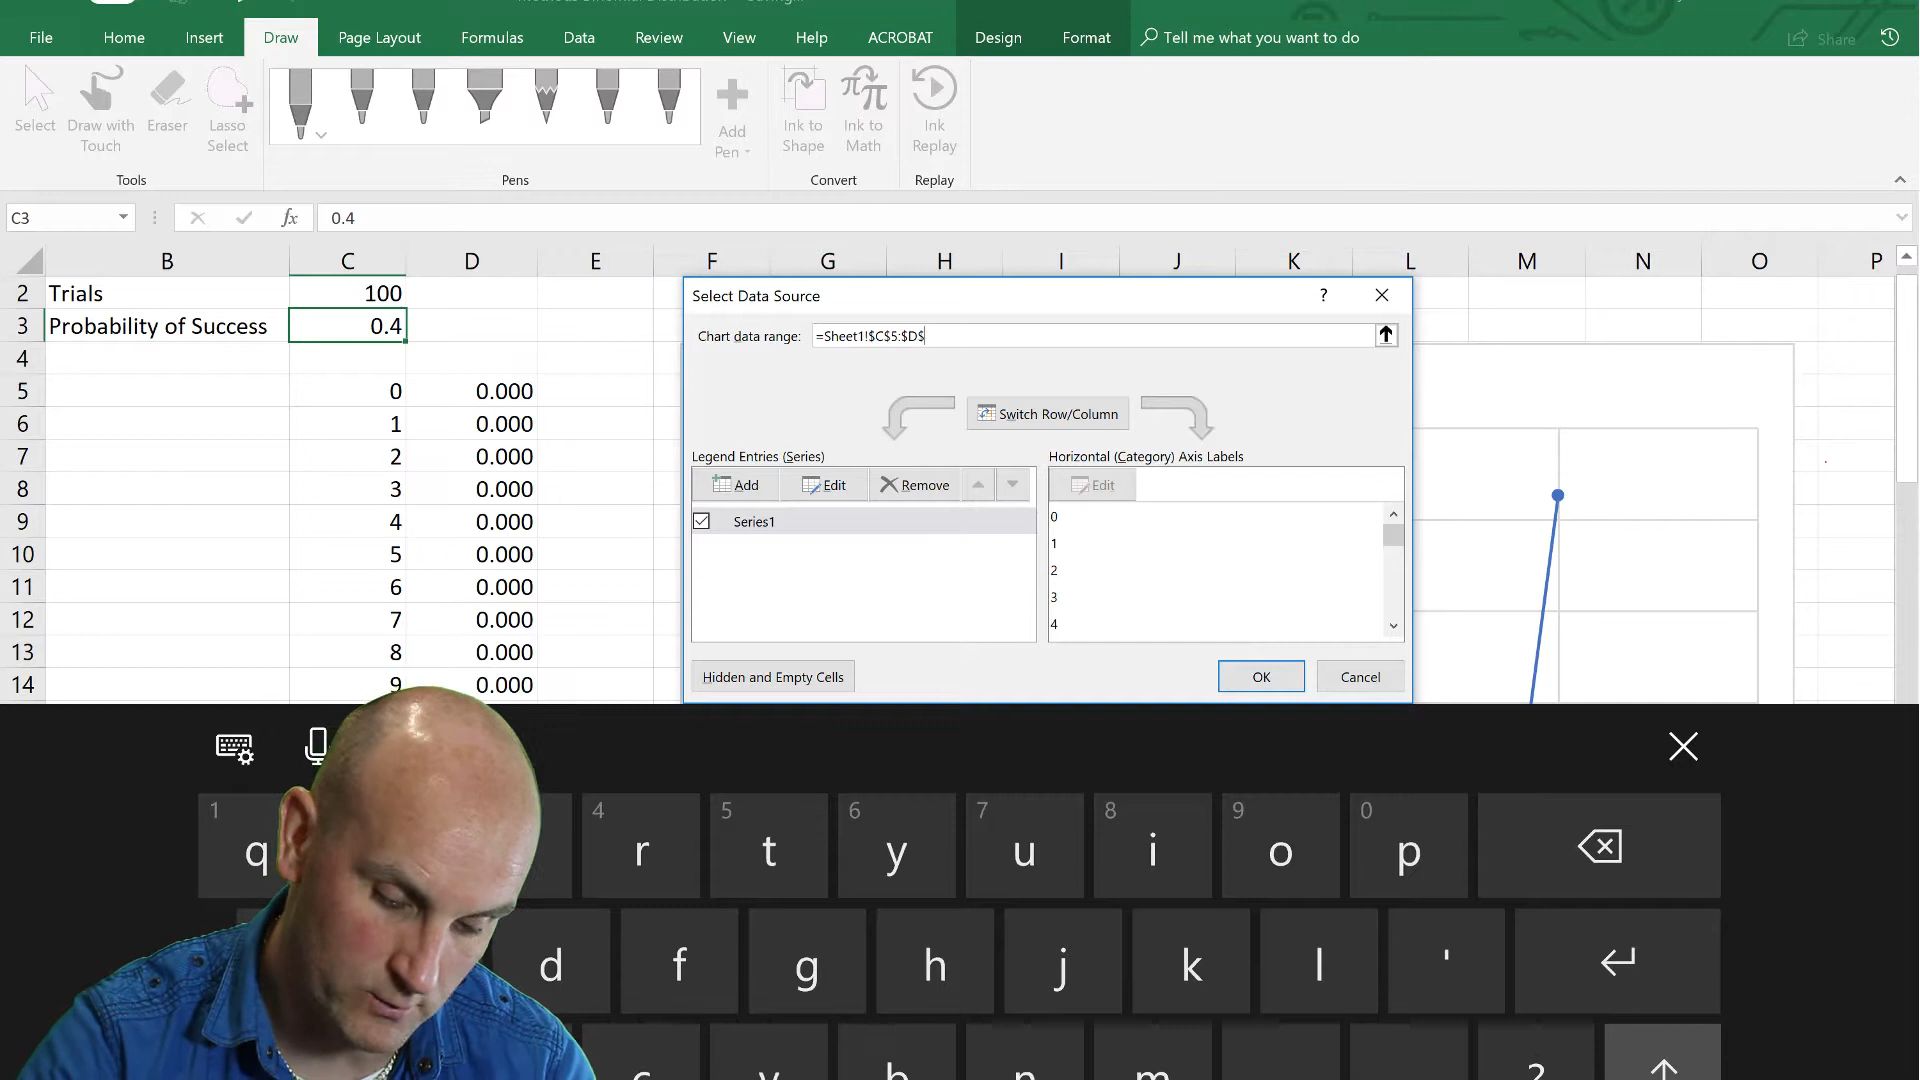 File Home Insert Draw Page Layout Formulas Data Review View Help ACROBAT Design Format Tell me what you want to do Share
Select Draw with Touch Eraser Lasso Select Add Pen Ink to Shape Ink to Math Ink Replay
Tools Pens Convert Replay
C3 fx 0.4
B C D E F G H I J K L M N O P
2 Trials 100
3 Probability of Success 0.4
4
5 0 0.000
6 1 0.000
7 2 0.000
8 3 0.000
9 4 0.000
10 5 0.000
11 6 0.000
12 7 0.000
13 8 0.000
14 9 0.000
Select Data Source ?
Chart data range: =Sheet1!$C$5:$D$
Switch Row/Column
Legend Entries (Series) Horizontal (Category) Axis Labels
Add Edit Remove Edit
Series1
0
1
2
3
4
Hidden and Empty Cells OK Cancel
1 4 5 6 7 8 9 0
q r t y u i o p
d f g h j k l '
c v b n m ?